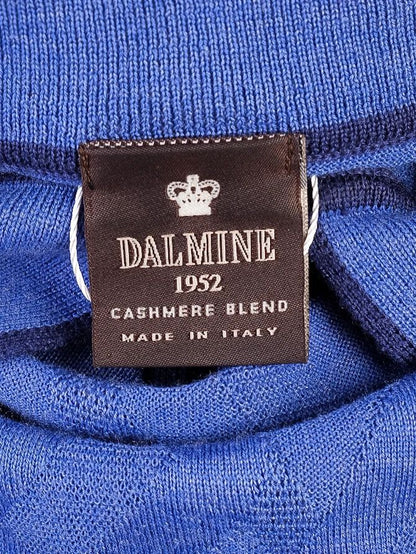 DALMINE
1952
CASHMERE BLEND
MADE IN ITALY